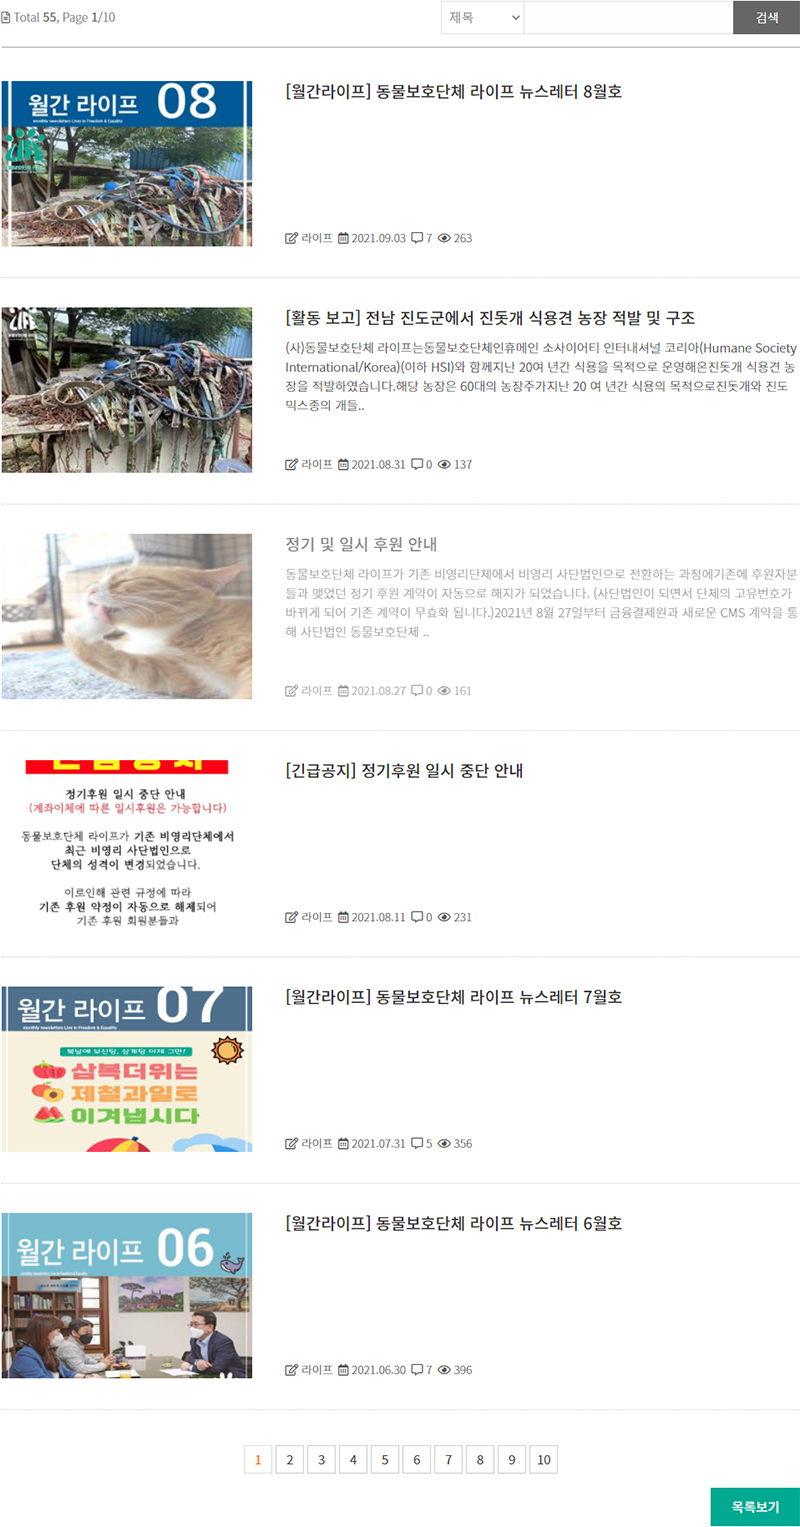 Total 55, Page 1/10
제목
검색
월간 라이프 08
monthly newsletters Lives in Freedom & Equality
LIFE
[월간라이프] 동물보호단체 라이프 뉴스레터 8월호
라이프 2021.09.03 7 263
LIFE
[활동 보고] 전남 진도군에서 진돗개 식용견 농장 적발 및 구조
(사)동물보호단체 라이프는동물보호단체인휴메인 소사이어티 인터내셔널 코리아(Humane Society
International/Korea)(이하 HSI)와 함께지난 20여 년간 식용을 목적으로 운영해온진돗개 식용견 농
장을 적발하였습니다.해당 농장은 60대의 농장주가지난 20 여 년간 식용의 목적으로진돗개와 진도
믹스종의 개들..
라이프 2021.08.31 0 137
정기 및 일시 후원 안내
동물보호단체 라이프가 기존 비영리단체에서 비영리 사단법인으로 전환하는 과정에기존에 후원자분
들과 맺었던 정기 후원 계약이 자동으로 해지가 되었습니다. (사단법인이 되면서 단체의 고유번호가
바뀌게 되어 기존 계약이 무효화 됩니다.)2021년 8월 27일부터 금융결제원과 새로운 CMS 계약을 통
해 사단법인 동물보호단체 ..
라이프 2021.08.27 0 161
정기후원 일시 중단 안내
(계좌이체에 따른 일시후원은 가능합니다)
동물보호단체 라이프가 기존 비영리단체에서
최근 비영리 사단법인으로
단체의 성격이 변경되었습니다.
이로인해 관련 규정에 따라
기존 후원 약정이 자동으로 해제되어
기존 후원 회원분들과
[긴급공지] 정기후원 일시 중단 안내
라이프 2021.08.11 0 231
월간 라이프 07
monthly newsletters Live in Freedom & Equality
복날에 보신탕, 삼계탕 이제 그만!
삼복더위는
제철과일로
이겨냅시다
[월간라이프] 동물보호단체 라이프 뉴스레터 7월호
라이프 2021.07.31 5 356
월간 라이프 06
[월간라이프] 동물보호단체 라이프 뉴스레터 6월호
라이프 2021.06.30 7 396
1 2 3 4 5 6 7 8 9 10
목록보기